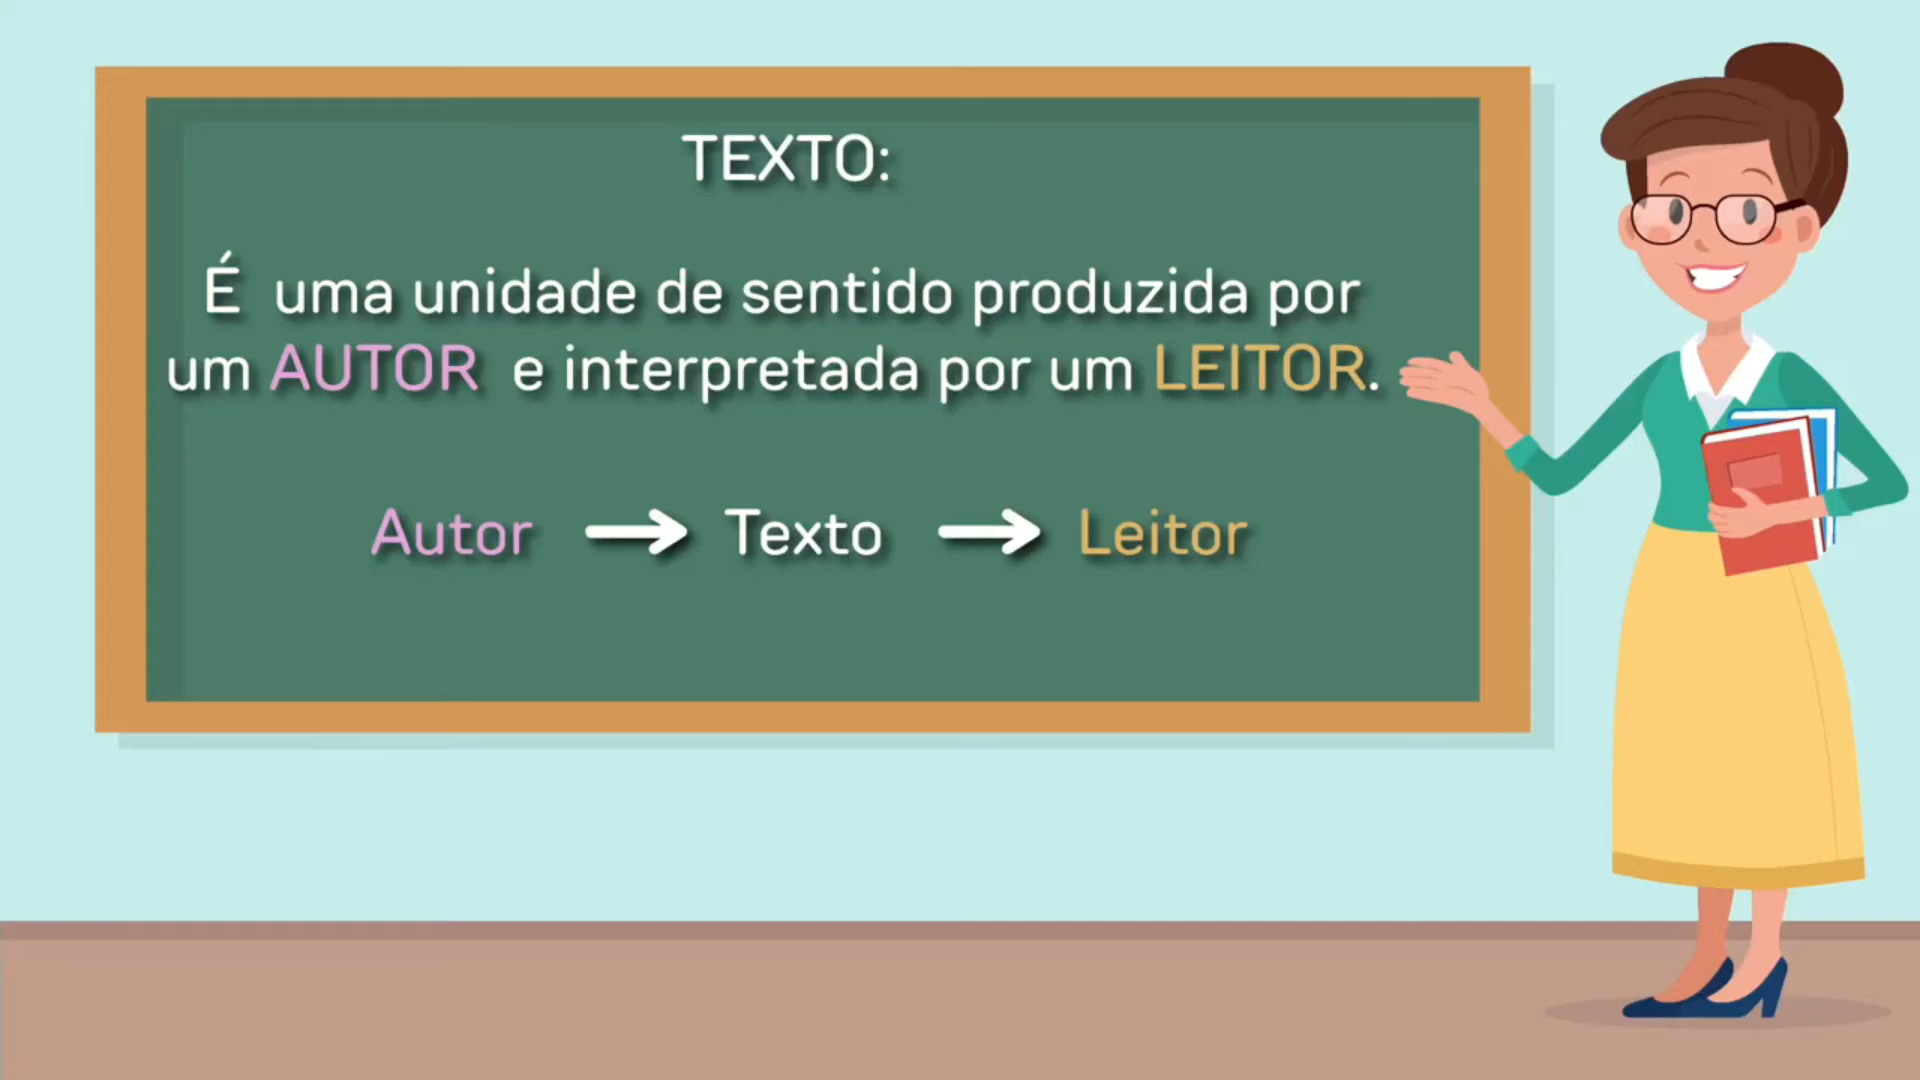 TEXTO:
É uma unidade de sentido produzida por
um AUTOR e interpretada por um LEITOR.
Autor → Texto → Leitor